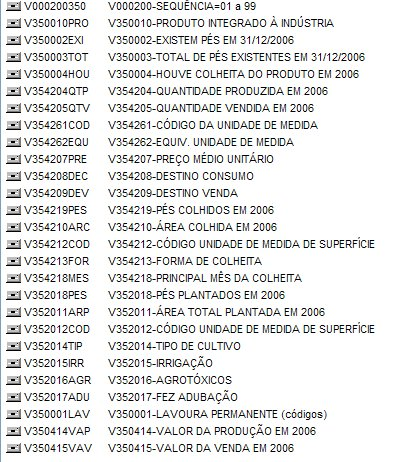 V000200350 V000200-SEQUÊNCIA=01 a 99
V350010PRO V350010-PRODUTO INTEGRADO À INDÚSTRIA
V350002EXI V350002-EXISTEM PÉS EM 31/12/2006
V350003TOT V350003-TOTAL DE PÉS EXISTENTES EM 31/12/2006
V350004HOU V350004-HOUVE COLHEITA DO PRODUTO EM 2006
V354204QTP V354204-QUANTIDADE PRODUZIDA EM 2006
V354205QTV V354205-QUANTIDADE VENDIDA EM 2006
V354261COD V354261-CÓDIGO DA UNIDADE DE MEDIDA
V354262EQU V354262-EQUIV. UNIDADE DE MEDIDA
V354207PRE V354207-PREÇO MÉDIO UNITÁRIO
V354208DEC V354208-DESTINO CONSUMO
V354209DEV V354209-DESTINO VENDA
V354219PES V354219-PÉS COLHIDOS EM 2006
V354210ARC V354210-ÁREA COLHIDA EM 2006
V354212COD V354212-CÓDIGO UNIDADE DE MEDIDA DE SUPERFÍCIE
V354213FOR V354213-FORMA DE COLHEITA
V354218MES V354218-PRINCIPAL MÊS DA COLHEITA
V352018PES V352018-PÉS PLANTADOS EM 2006
V352011ARP V352011-ÁREA TOTAL PLANTADA EM 2006
V352012COD V352012-CÓDIGO UNIDADE DE MEDIDA DE SUPERFÍCIE
V352014TIP V352014-TIPO DE CULTIVO
V352015IRR V352015-IRRIGAÇÃO
V352016AGR V352016-AGROTÓXICOS
V352017ADU V352017-FEZ ADUBAÇÃO
V350001LAV V350001-LAVOURA PERMANENTE (códigos)
V350414VAP V350414-VALOR DA PRODUÇÃO EM 2006
V350415VAV V350415-VALOR DA VENDA EM 2006